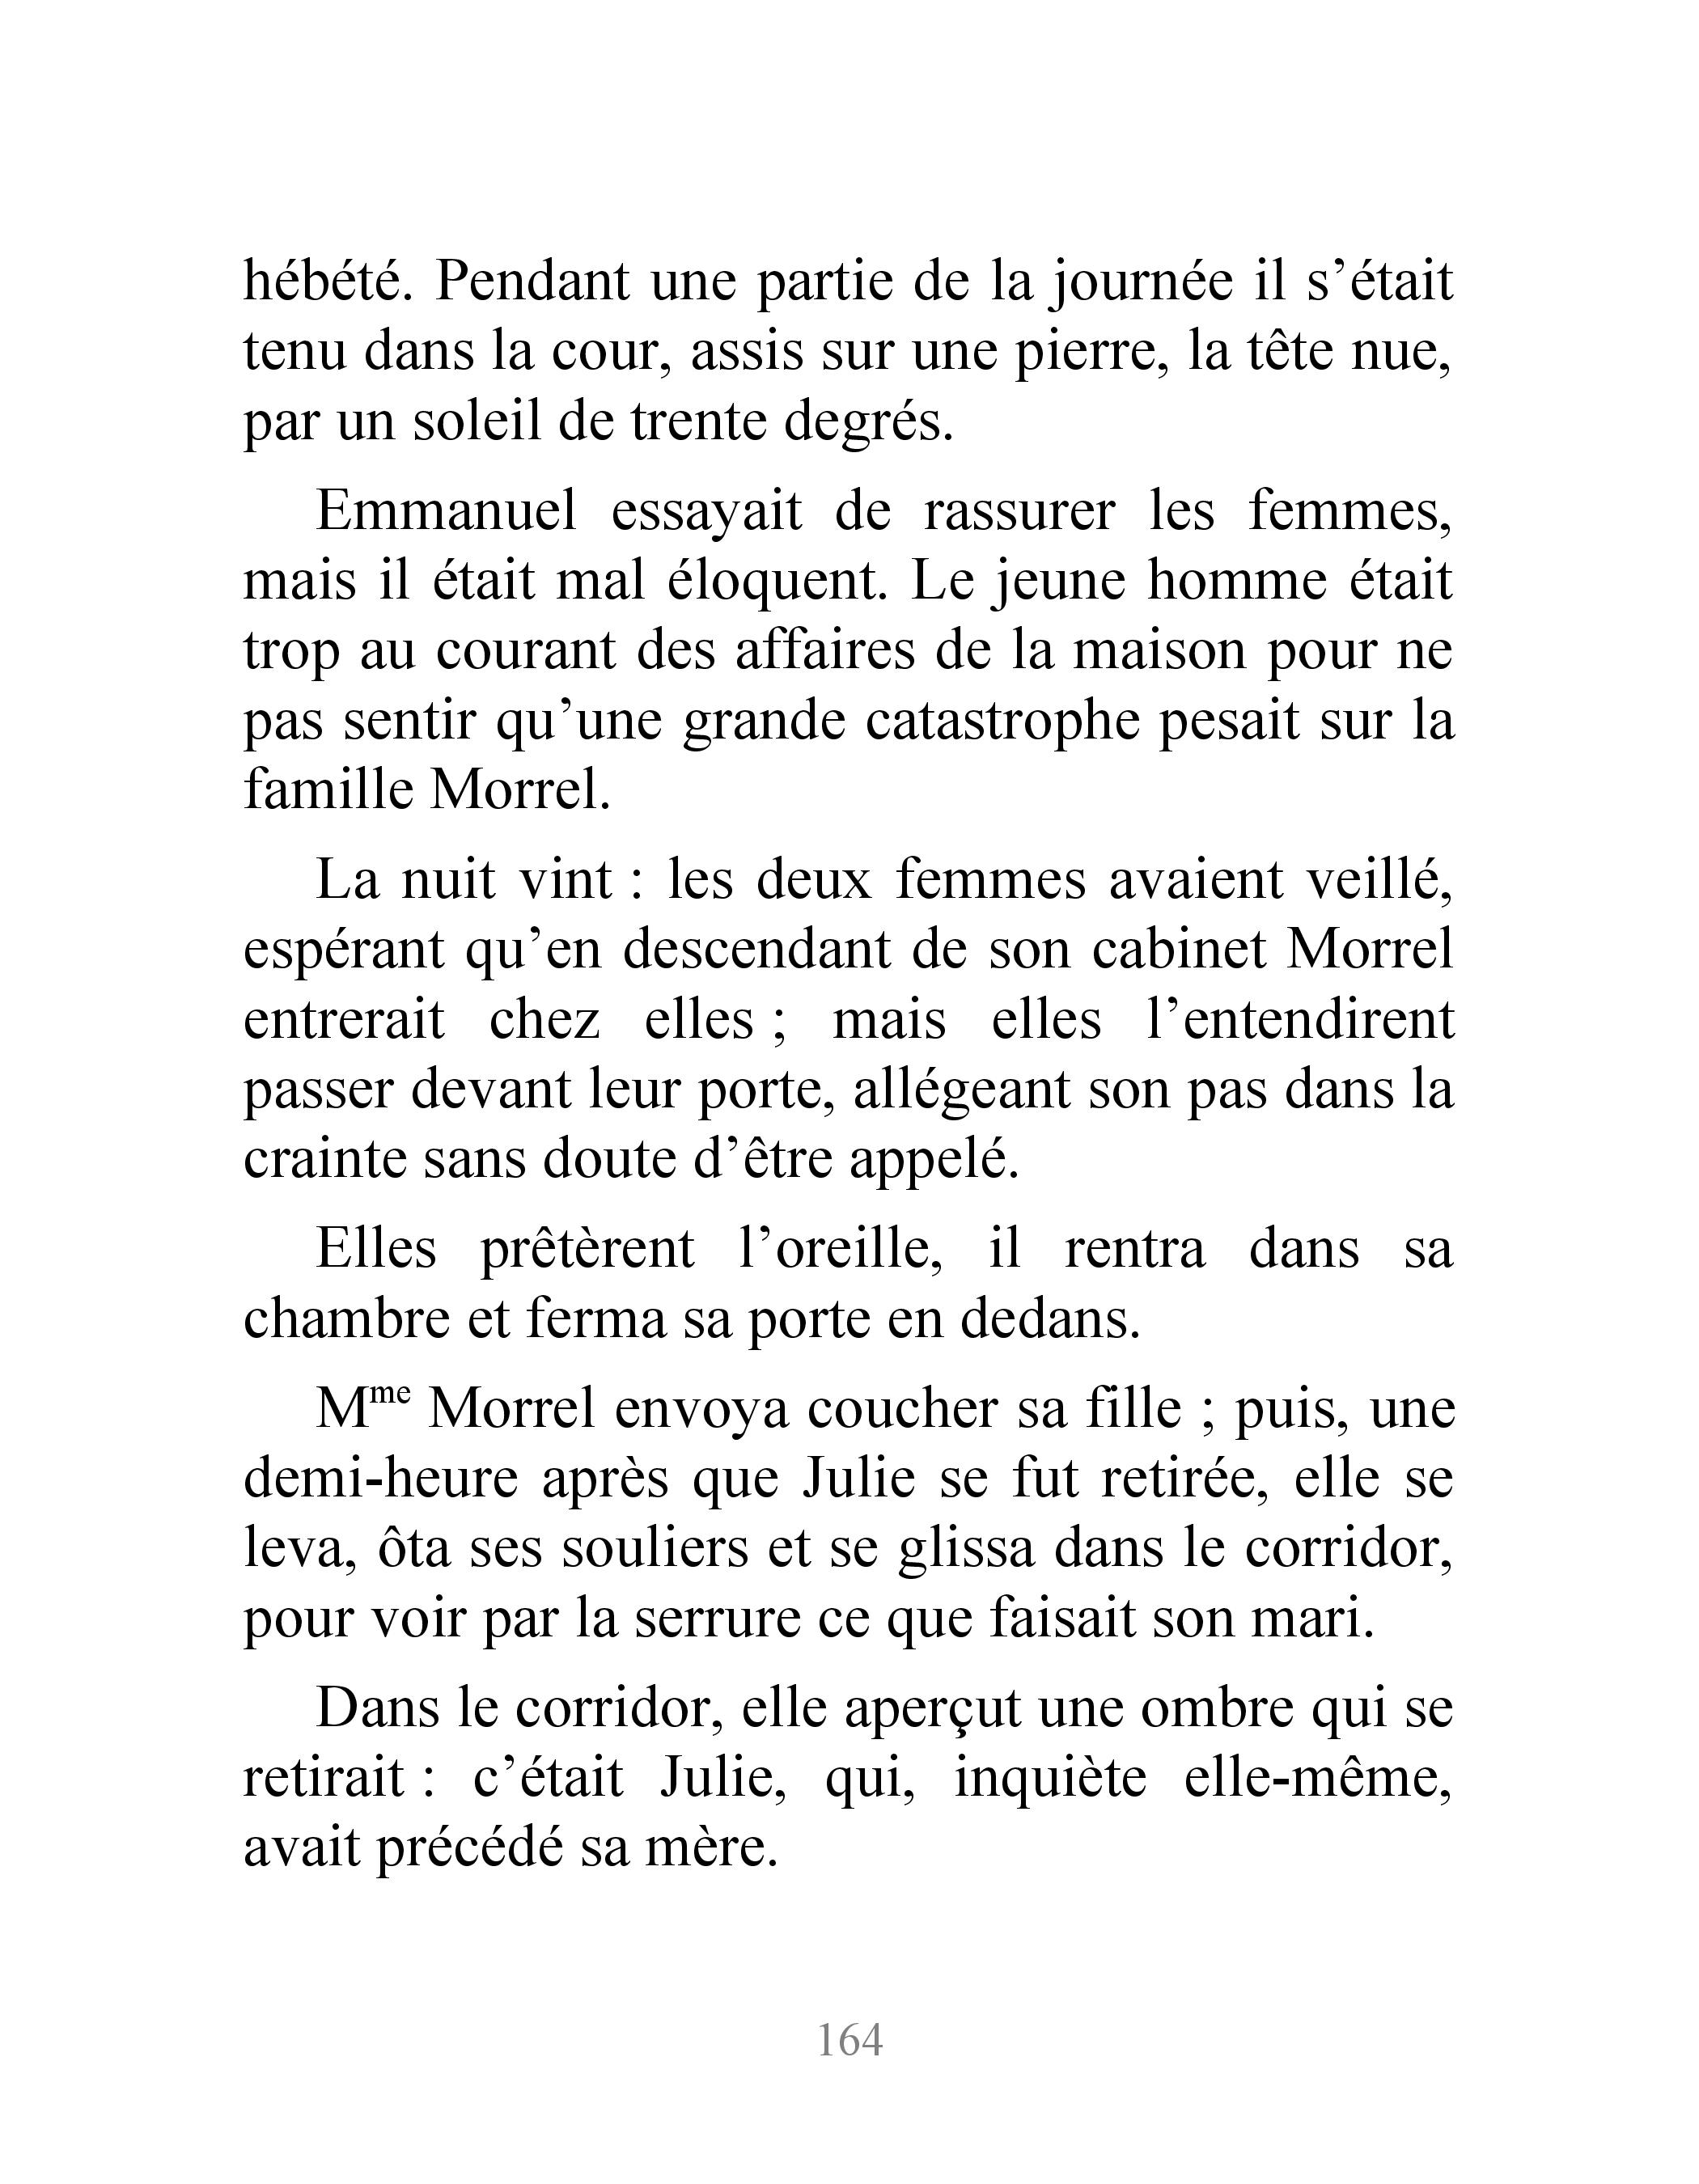 hébété. Pendant une partie de la journée il s’était
tenu dans la cour, assis sur une pierre, la tête nue,
par un soleil de trente degrés.
Emmanuel essayait de rassurer les femmes,
mais il était mal éloquent. Le jeune homme était
trop au courant des affaires de la maison pour ne
pas sentir qu’une grande catastrophe pesait sur la
famille Morrel.
La nuit vint : les deux femmes avaient veillé,
espérant qu’en descendant de son cabinet Morrel
entrerait chez elles ; mais elles l’entendirent
passer devant leur porte, allégeant son pas dans la
crainte sans doute d’être appelé.
Elles prêtèrent l’oreille, il rentra dans sa
chambre et ferma sa porte en dedans.
Mme Morrel envoya coucher sa fille ; puis, une
demi-heure après que Julie se fut retirée, elle se
leva, ôta ses souliers et se glissa dans le corridor,
pour voir par la serrure ce que faisait son mari.
Dans le corridor, elle aperçut une ombre qui se
retirait : c’était Julie, qui, inquiète elle-même,
avait précédé sa mère.
164